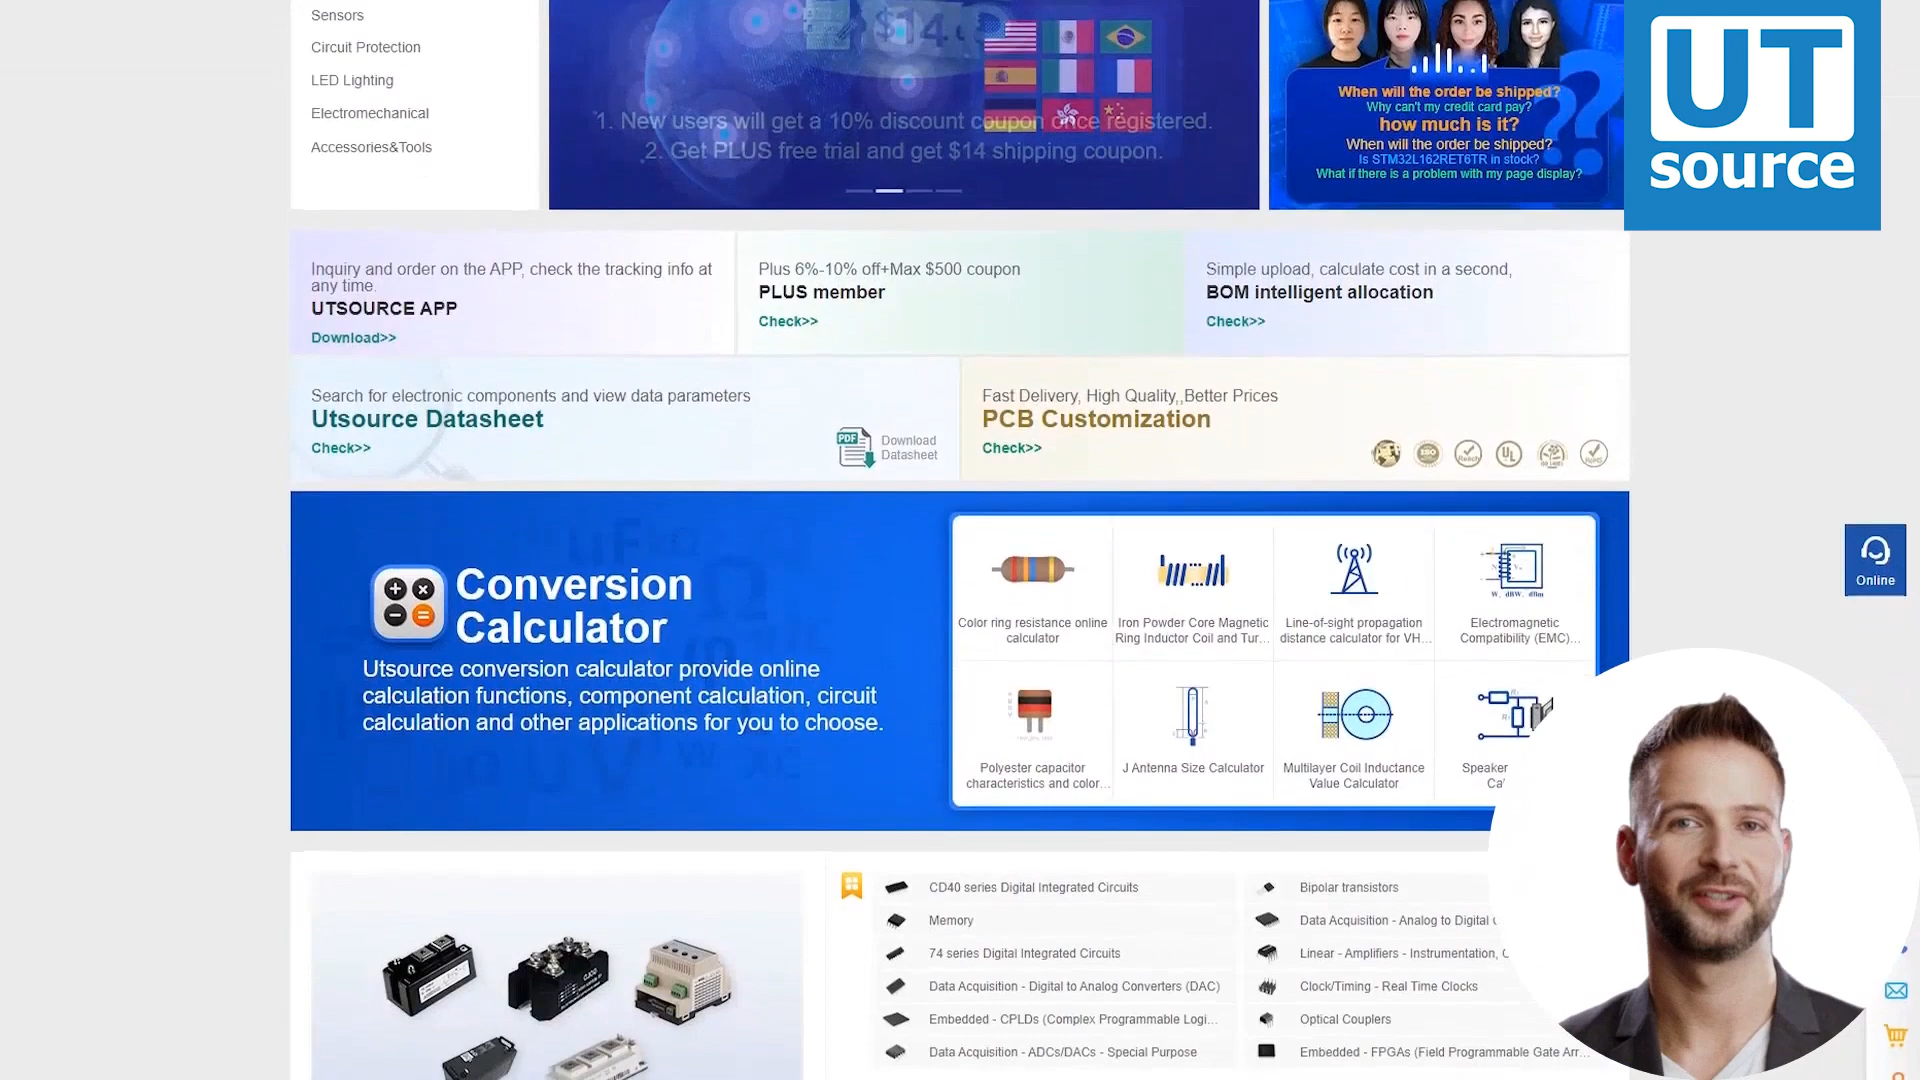 Sensors
Circuit Protection
LED Lighting
Electromechanical
Accessories&Tools
1. New users will get a 10% discount coupon once registered.
2. Get PLUS free trial and get $14 shipping coupon.
When will the order be shipped?
Why can't my credit card pay?
how much is it?
When will the order be shipped?
Is STM32L162RET6TR in stock?
What if there is a problem with my page display?
UT
source
Inquiry and order on the APP, check the tracking info at
any time.
UTSOURCE APP
Download>>
Plus 6%-10% off+Max $500 coupon
PLUS member
Check>>
Simple upload, calculate cost in a second,
BOM intelligent allocation
Check>>
Search for electronic components and view data parameters
Utsource Datasheet
Check>>
PDF
Download
Datasheet
Fast Delivery, High Quality,,Better Prices
PCB Customization
Check>>
Conversion
Calculator
Utsource conversion calculator provide online
calculation functions, component calculation, circuit
calculation and other applications for you to choose.
Color ring resistance online
calculator
Iron Powder Core Magnetic
Ring Inductor Coil and Tur...
Line-of-sight propagation
distance calculator for VH...
W、dBW、dBm
Electromagnetic
Compatibility (EMC)...
Polyester capacitor
characteristics and color...
J Antenna Size Calculator
Multilayer Coil Inductance
Value Calculator
Speaker
Online
CD40 series Digital Integrated Circuits
Memory
74 series Digital Integrated Circuits
Data Acquisition - Digital to Analog Converters (DAC)
Embedded - CPLDs (Complex Programmable Logi...
Data Acquisition - ADCs/DACs - Special Purpose
Bipolar transistors
Data Acquisition - Analog to Digital
Linear - Amplifiers - Instrumentation,
Clock/Timing - Real Time Clocks
Optical Couplers
Embedded - FPGAs (Field Programmable Gate Arr...